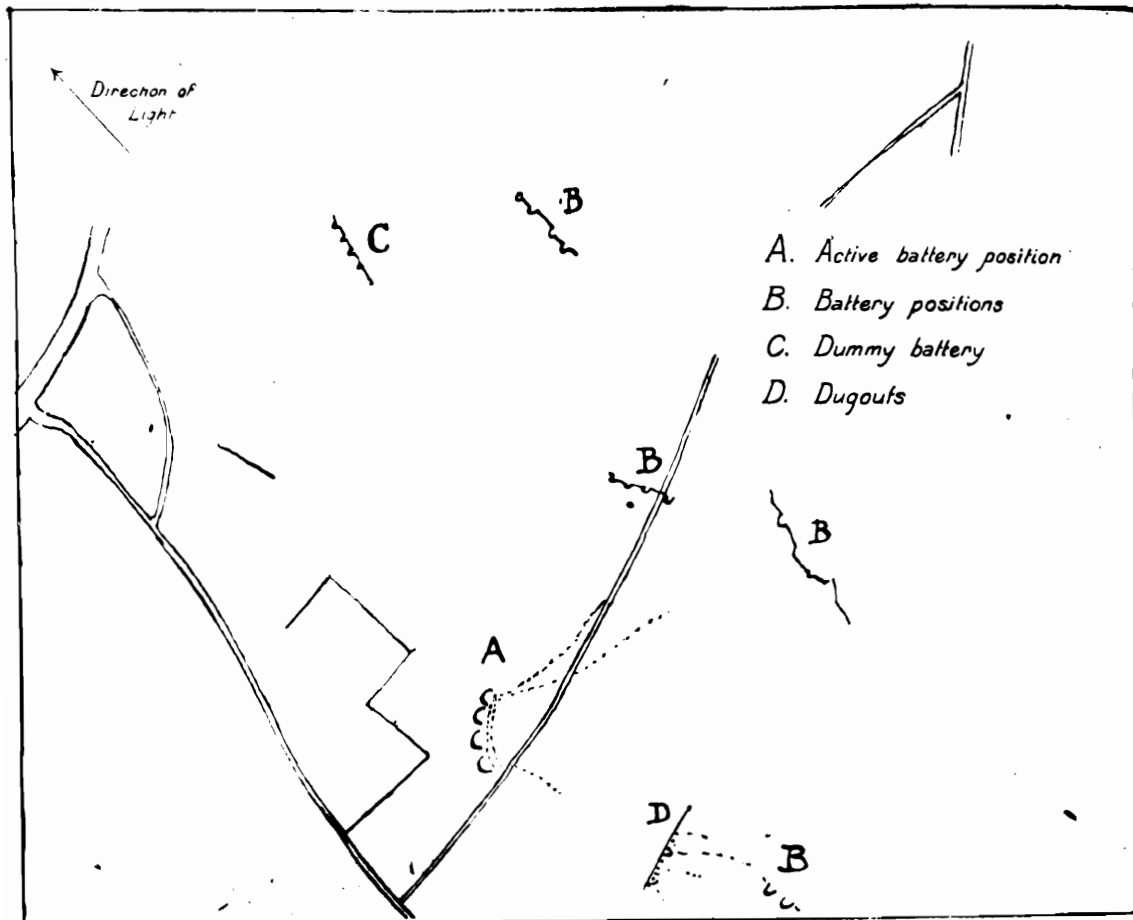 Direction of
Light
B
C
A. Active battery position
B. Battery positions
C. Dummy battery
D. Dugouts
B
B
A
D
B